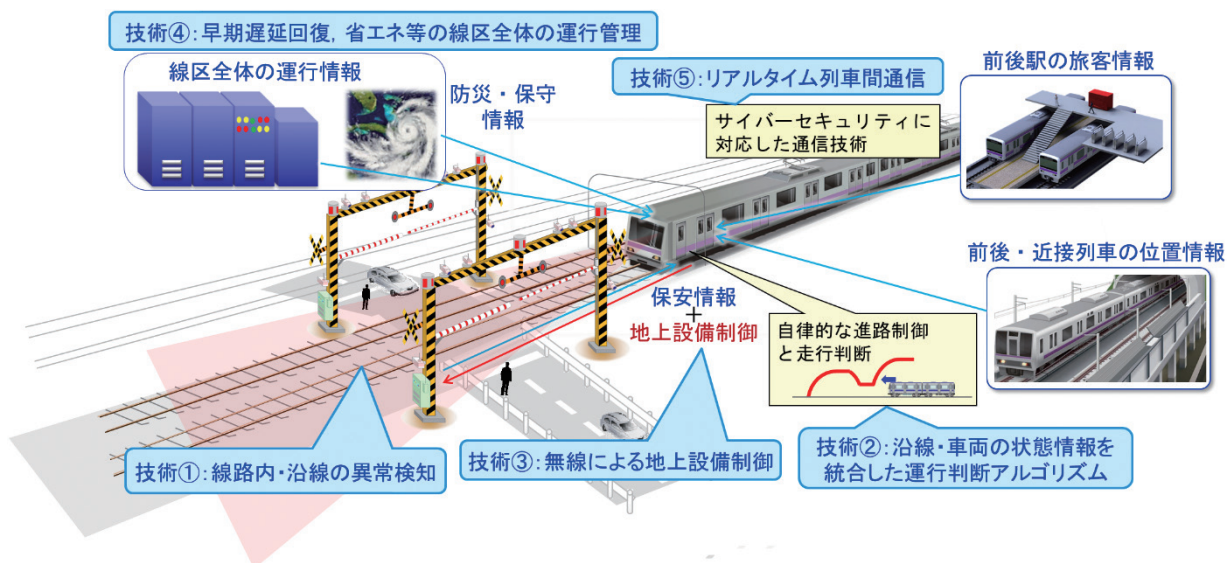 技術④：早期遅延回復，省エネ等の線区全体の運行管理
線区全体の運行情報
防災・保守
情報
技術⑤：リアルタイム列車間通信
サイバーセキュリティに
対応した通信技術
前後駅の旅客情報
前後・近接列車の位置情報
保安情報
+
地上設備制御
自律的な進路制御
と走行判断
技術①：線路内・沿線の異常検知
技術③：無線による地上設備制御
技術②：沿線・車両の状態情報を
統合した運行判断アルゴリズム